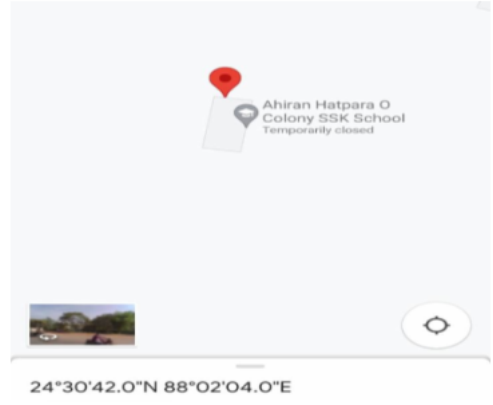 Ahiran Hatpara O
Colony SSK School
Temporarily closed
24°30'42.0"N 88°02'04.0"E